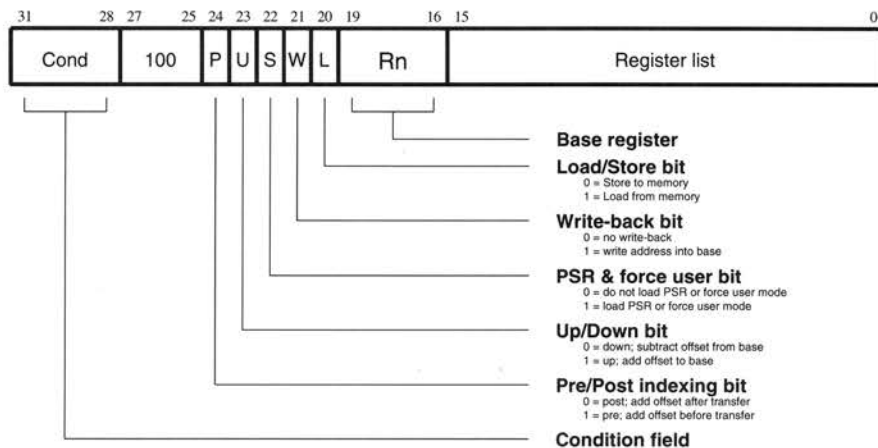 31 28 27 25 24 23 22 21 20 19 16 15 0
Cond 100 P U S W L Rn Register list
Base register
Load/Store bit
0 = Store to memory
1 = Load from memory
Write-back bit
0 = no write-back
1 = write address into base
PSR & force user bit
0 = do not load PSR or force user mode
1 = load PSR or force user mode
Up/Down bit
0 = down; subtract offset from base
1 = up; add offset to base
Pre/Post indexing bit
0 = post; add offset after transfer
1 = pre; add offset before transfer
Condition field